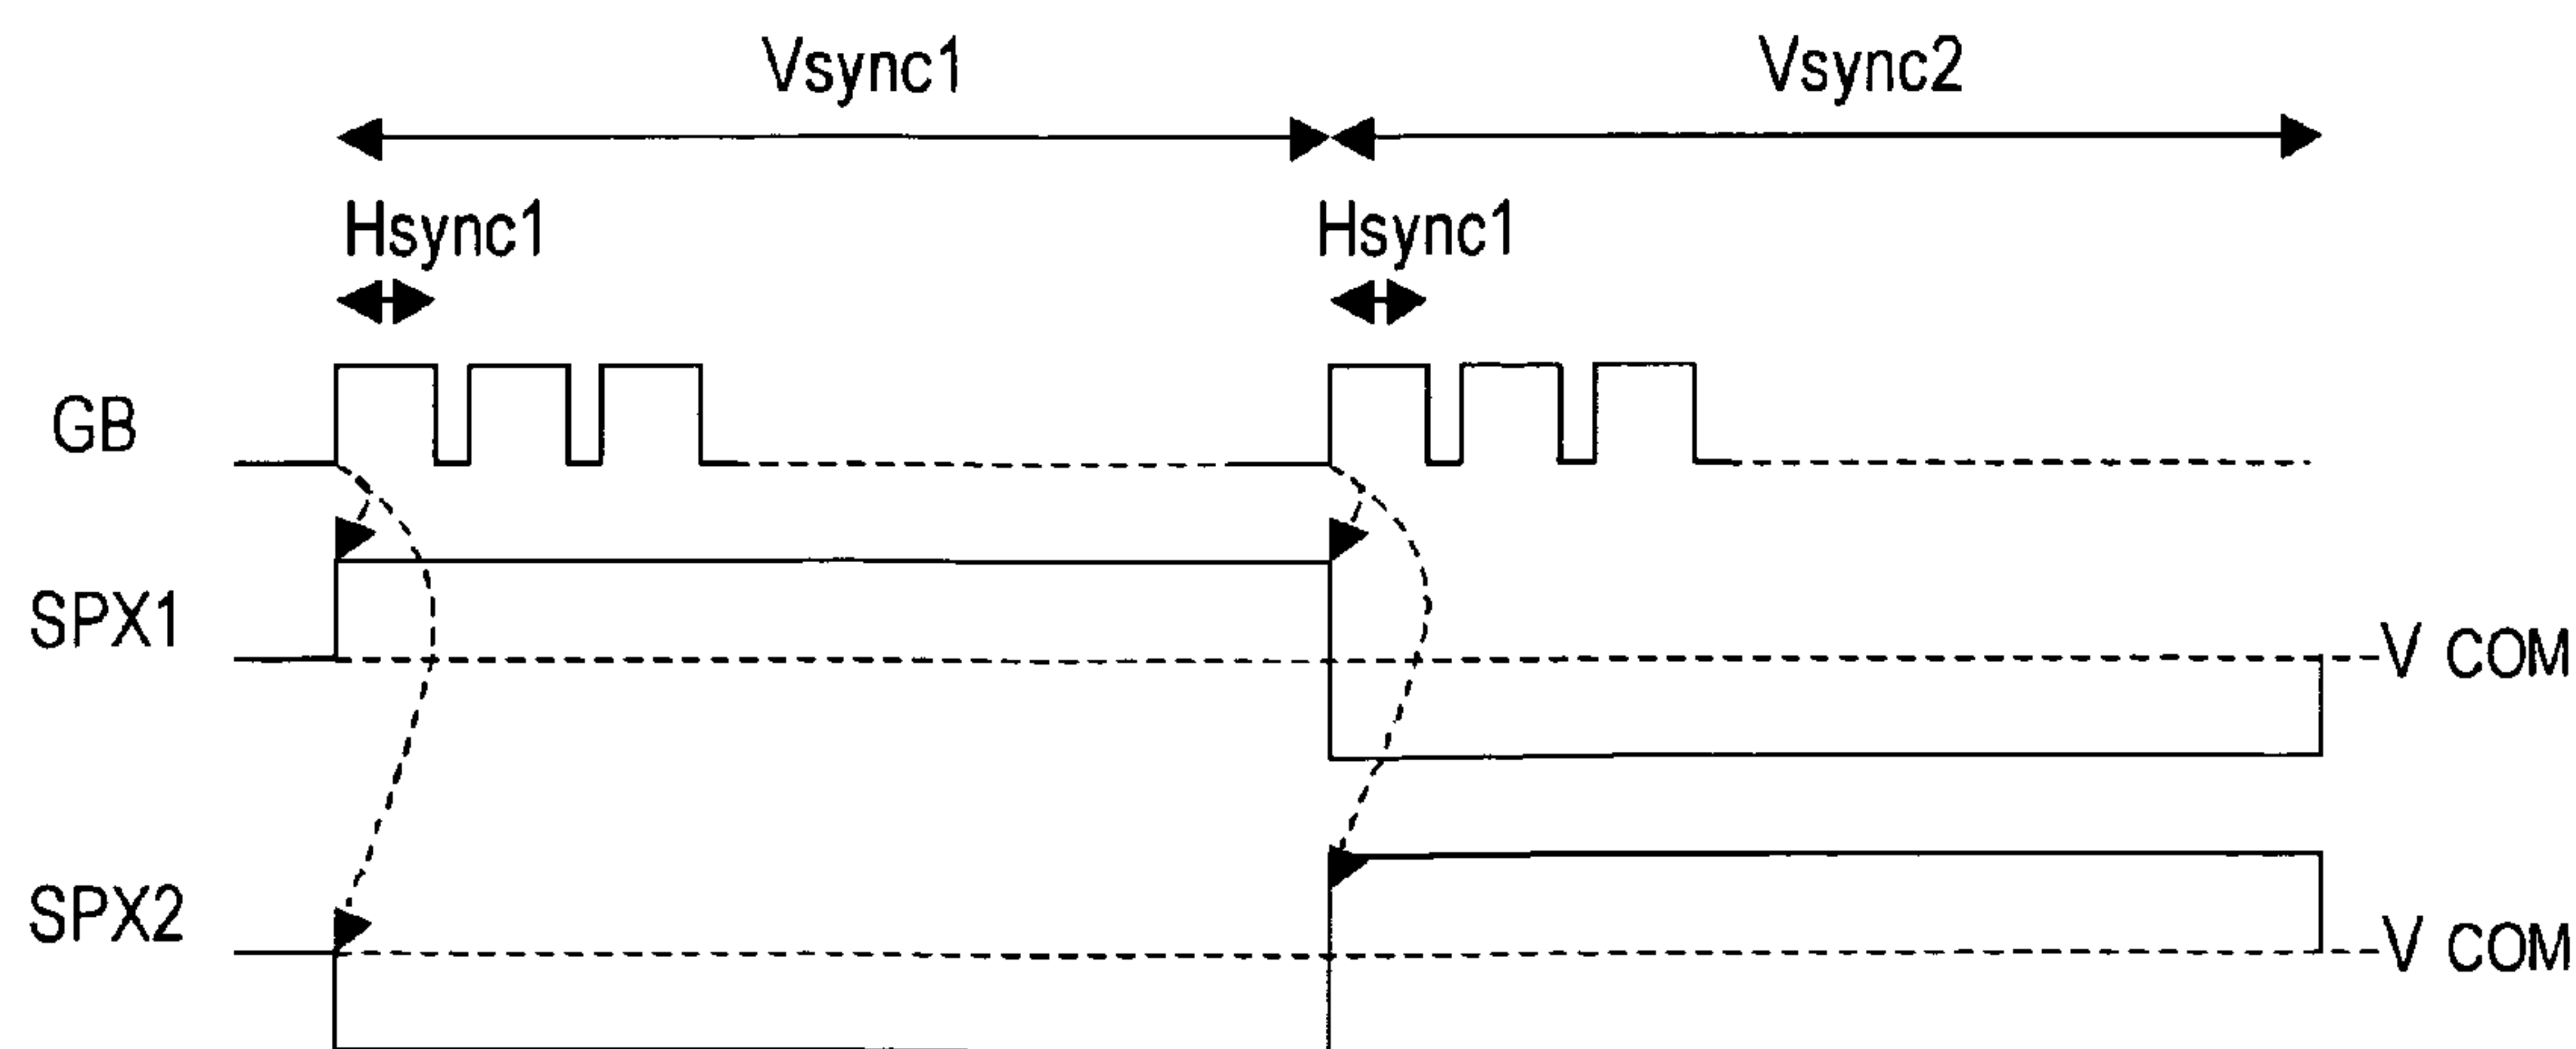 Vsync1 Vsync2
Hsync1 Hsync1
GB
SPX1
V COM
SPX2
V COM